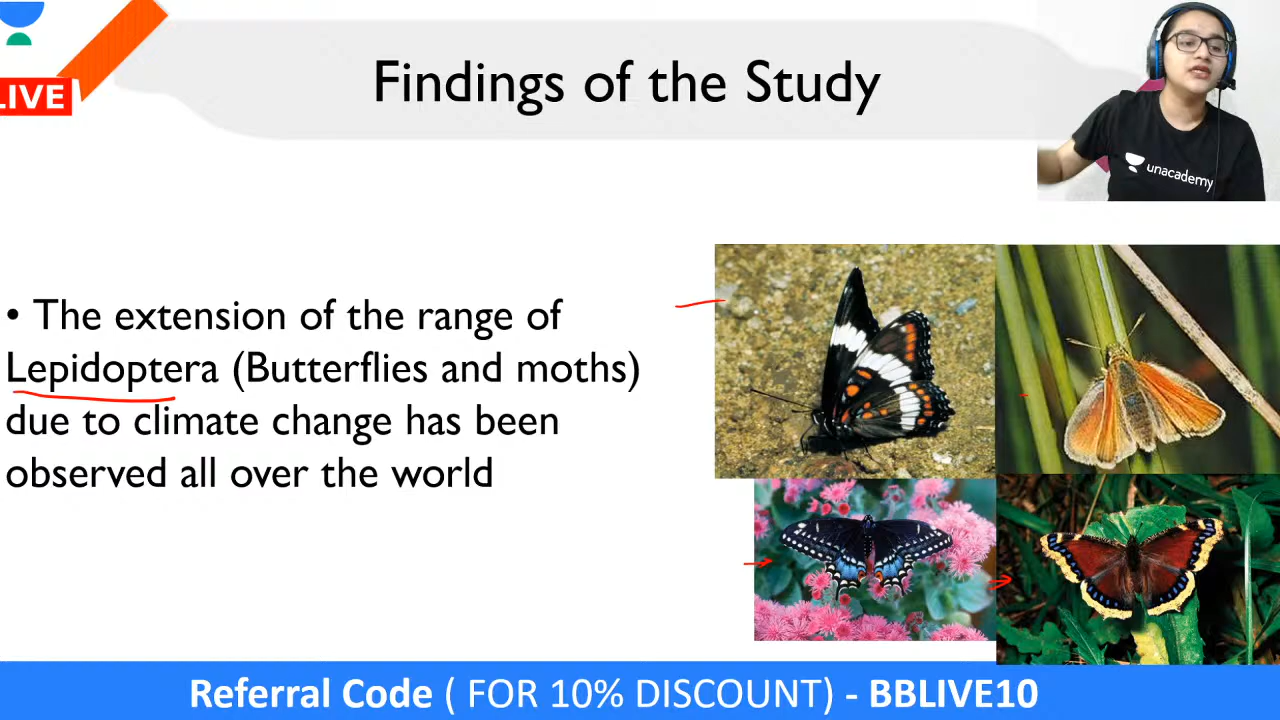 LIVE
Findings of the Study
unacademy
• The extension of the range of
Lepidoptera (Butterflies and moths)
due to climate change has been
observed all over the world
Referral Code ( FOR 10% DISCOUNT) - BBLIVE10